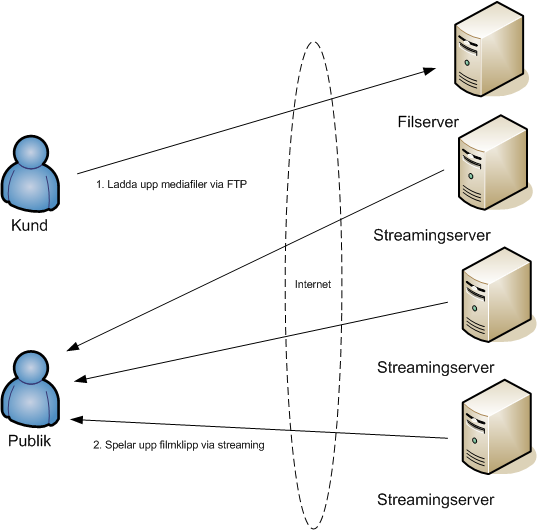 Filserver
1. Ladda upp mediafiler via FTP
Kund
Streamingserver
Internet
Streamingserver
Publik
2. Spelar upp filmklipp via streaming
Streamingserver